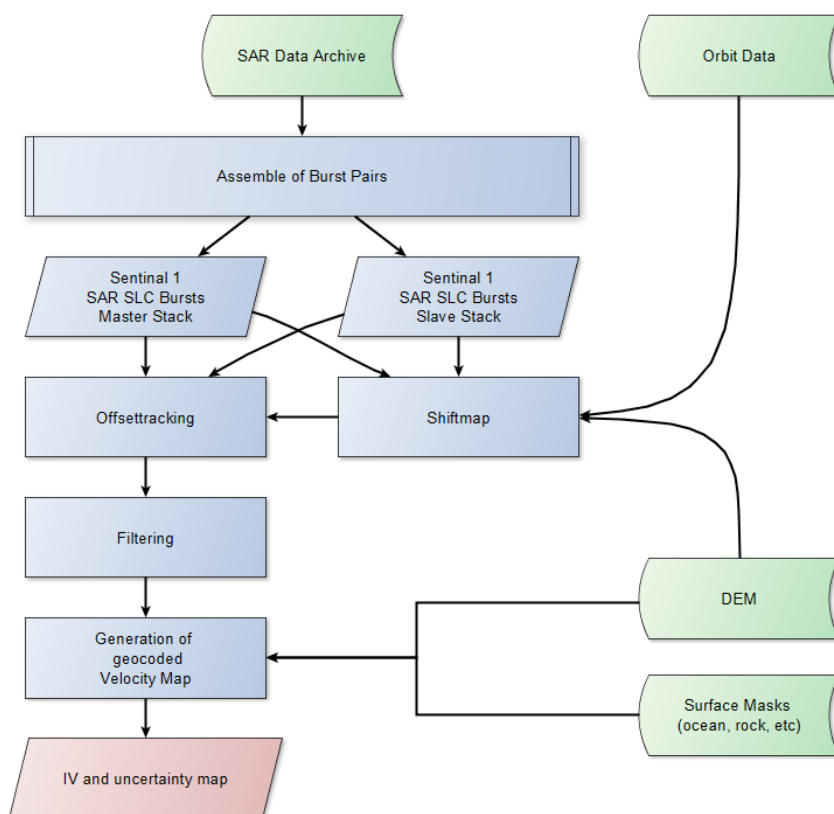 SAR Data Archive
Orbit Data
Assemble of Burst Pairs
Sentinal 1
SAR SLC Bursts
Master Stack
Sentinal 1
SAR SLC Bursts
Slave Stack
Offsettracking
Shiftmap
Filtering
DEM
Generation of
geocoded
Velocity Map
Surface Masks
(ocean, rock, etc)
IV and uncertainty map